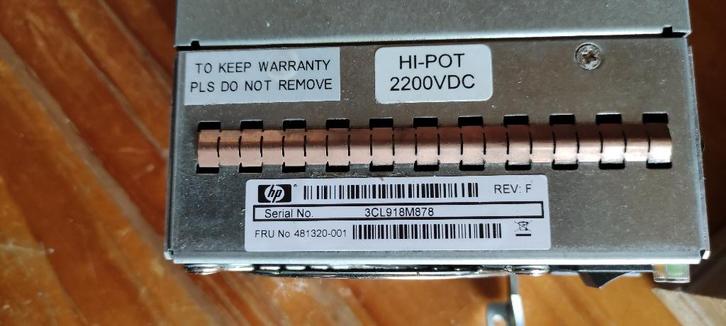 TO KEEP WARRANTY
PLS DO NOT REMOVE
HI-POT
2200VDC
hp
REV: F
Serial No. 3CL918M878
FRU No 481320-001